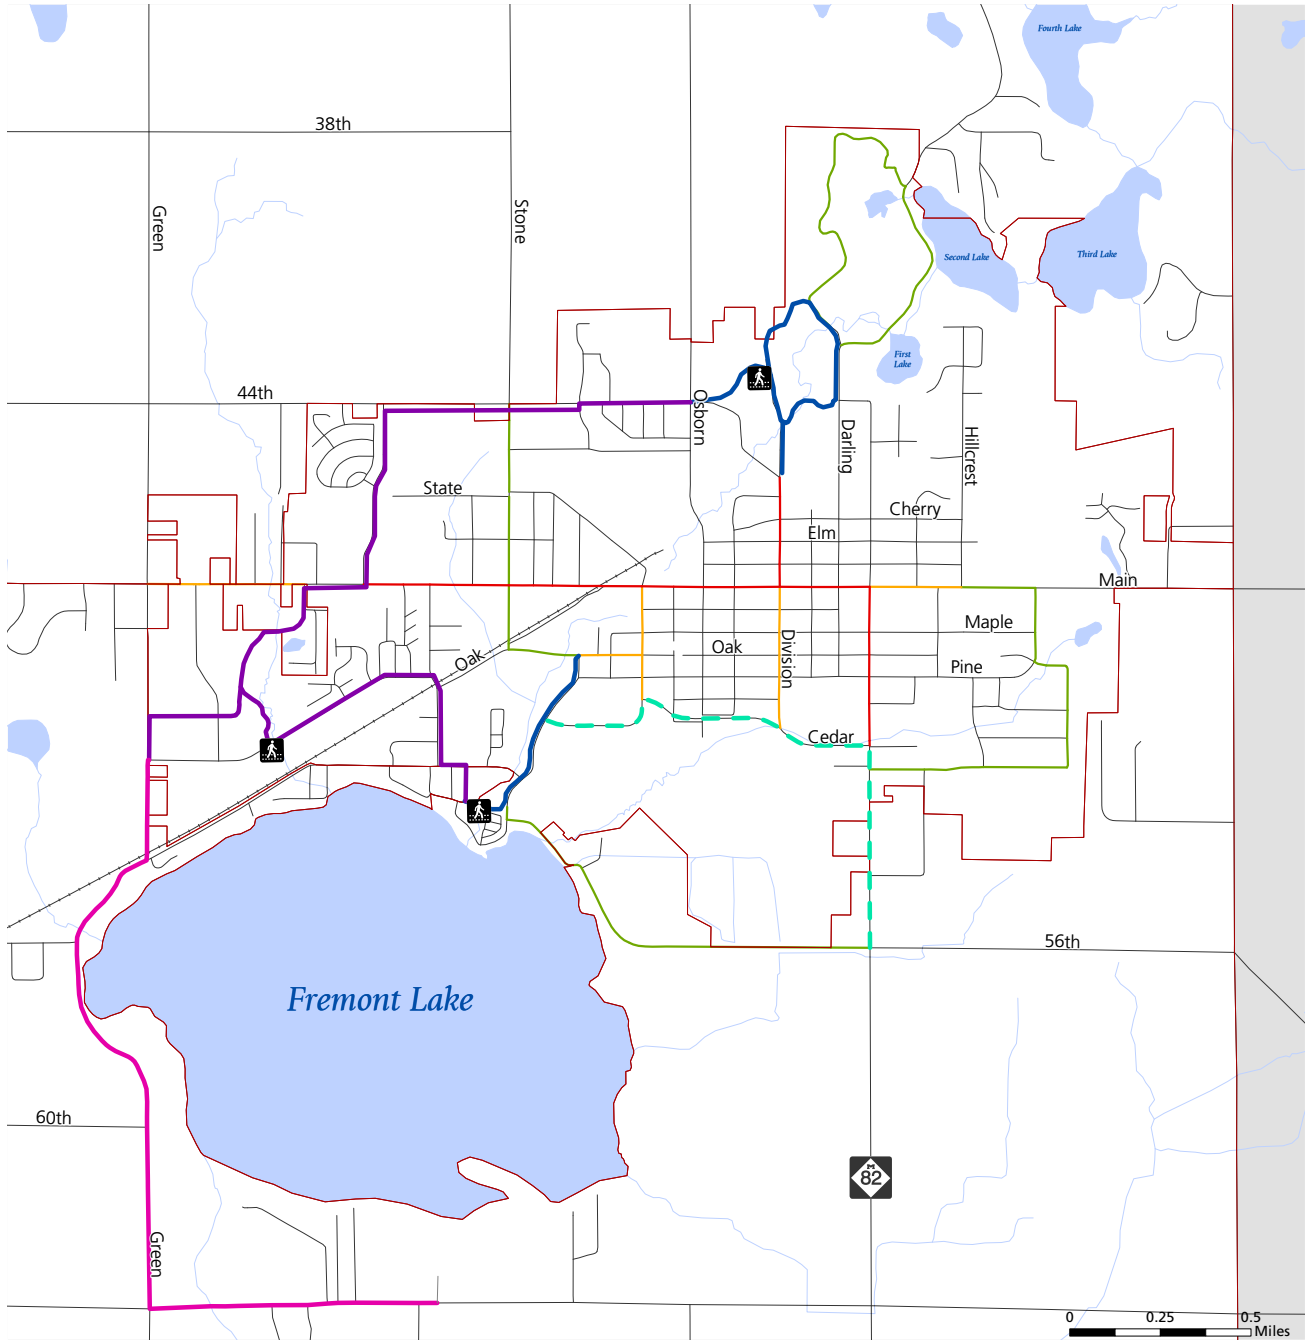 Fourth Lake
38th
Green
Stone
Second Lake
Third Lake
First
Lake
44th
Osborn
Darling
Hillcrest
State
Cherry
Elm
Main
Maple
Oak
Division
Oak
Pine
Cedar
56th
Fremont Lake
60th
M
82
Green
0 0.25 0.5
Miles